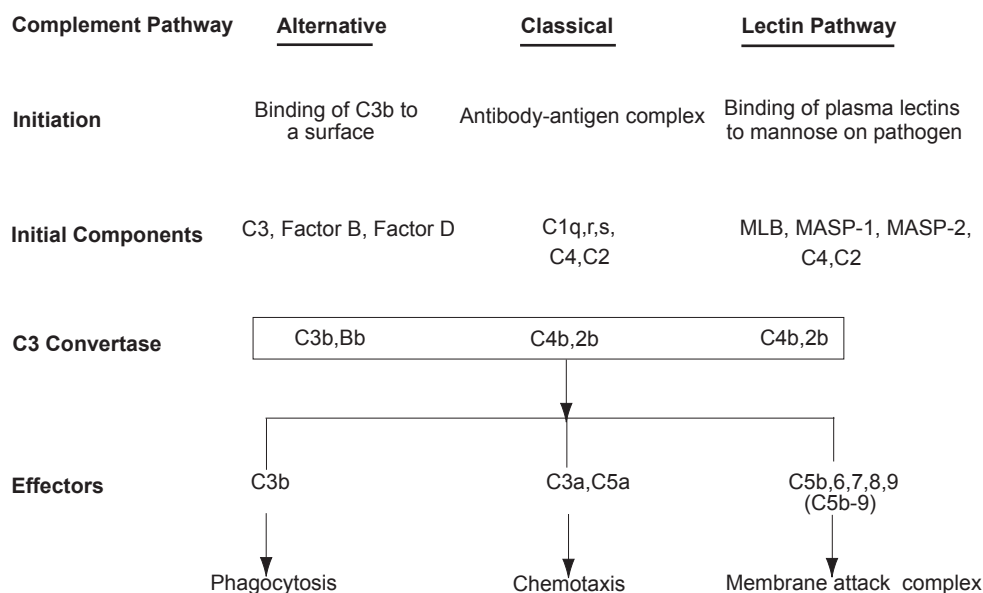 Complement Pathway Alternative Classical Lectin Pathway
Initiation
Binding of C3b to
a surface
Antibody-antigen complex
Binding of plasma lectins
to mannose on pathogen
Initial Components
C3, Factor B, Factor D
C1q,r,s,
C4,C2
MLB, MASP-1, MASP-2,
C4,C2
C3 Convertase
C3b,Bb
C4b,2b
C4b,2b
Effectors
C3b
C3a,C5a
C5b,6,7,8,9
(C5b-9)
Phagocytosis
Chemotaxis
Membrane attack complex